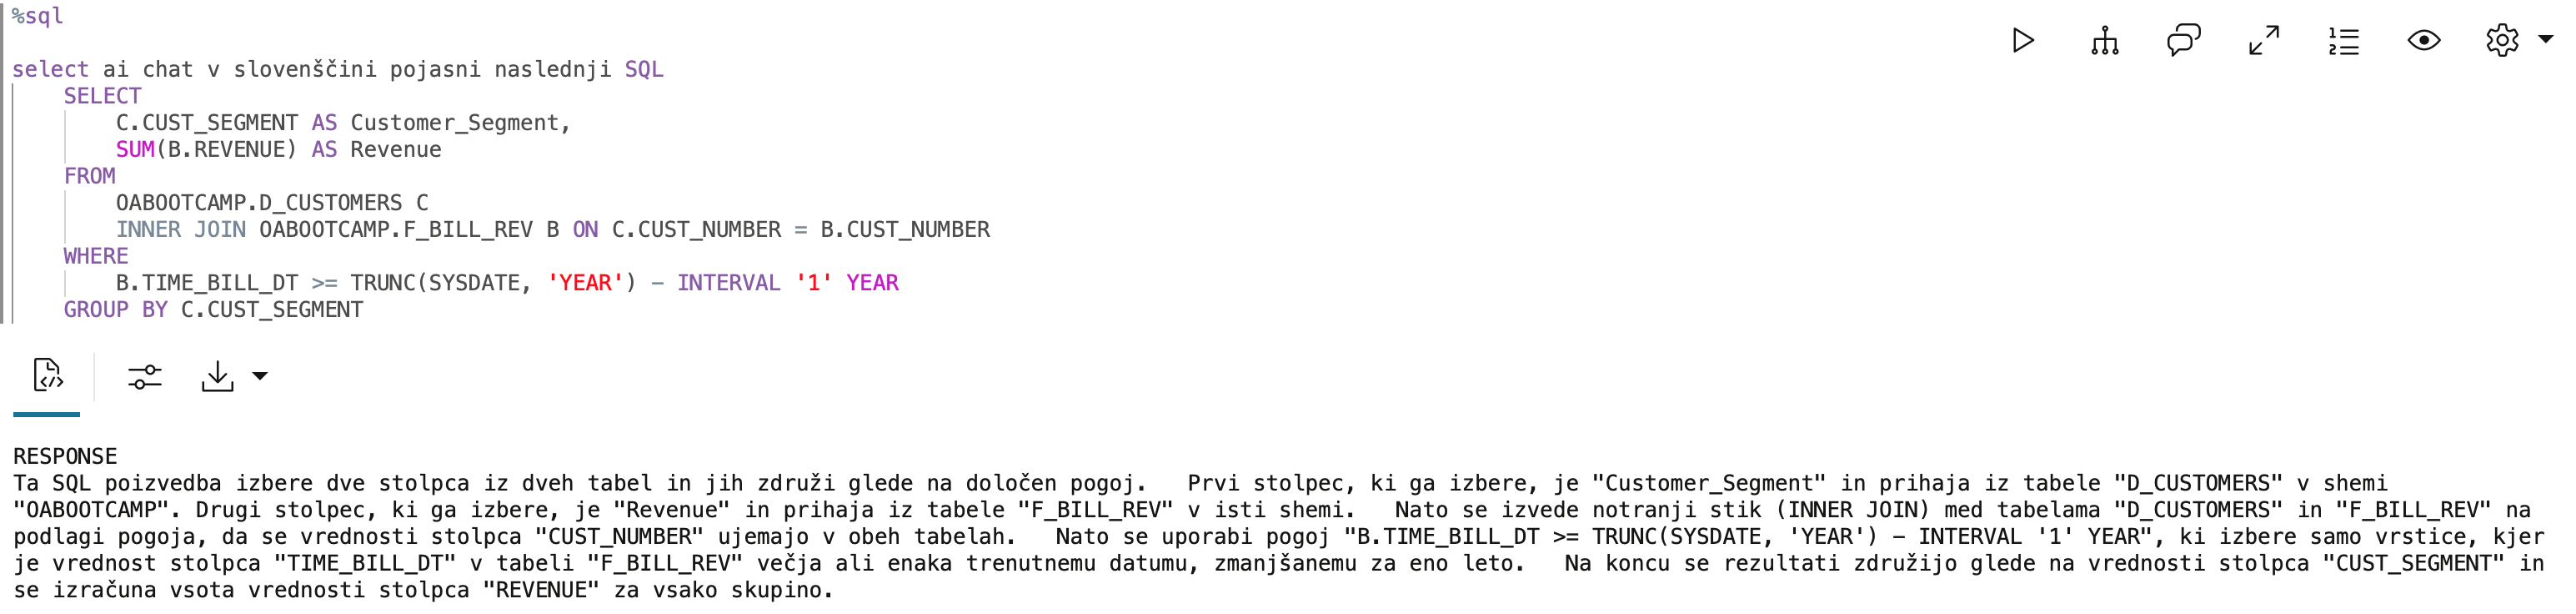 %sql
select ai chat v slovenščini pojasni naslednji SQL
SELECT
C.CUST_SEGMENT AS Customer_Segment,
SUM(B.REVENUE) AS Revenue
FROM
OABOOTCAMP.D_CUSTOMERS C
INNER JOIN OABOOTCAMP.F_BILL_REV B ON C.CUST_NUMBER = B.CUST_NUMBER
WHERE
B.TIME_BILL_DT >= TRUNC(SYSDATE, 'YEAR') - INTERVAL '1' YEAR
GROUP BY C.CUST_SEGMENT
RESPONSE
Ta SQL poizvedba izbere dve stolpca iz dveh tabel in jih združi glede na določen pogoj.   Prvi stolpec, ki ga izbere, je "Customer_Segment" in prihaja iz tabele "D_CUSTOMERS" v shemi
"OABOOTCAMP". Drugi stolpec, ki ga izbere, je "Revenue" in prihaja iz tabele "F_BILL_REV" v isti shemi.   Nato se izvede notranji stik (INNER JOIN) med tabelama "D_CUSTOMERS" in "F_BILL_REV" na
podlagi pogoja, da se vrednosti stolpca "CUST_NUMBER" ujemajo v obeh tabelah.   Nato se uporabi pogoj "B.TIME_BILL_DT >= TRUNC(SYSDATE, 'YEAR') - INTERVAL '1' YEAR", ki izbere samo vrstice, kjer
je vrednost stolpca "TIME_BILL_DT" v tabeli "F_BILL_REV" večja ali enaka trenutnemu datumu, zmanjšanemu za eno leto.   Na koncu se rezultati združijo glede na vrednosti stolpca "CUST_SEGMENT" in
se izračuna vsota vrednosti stolpca "REVENUE" za vsako skupino.